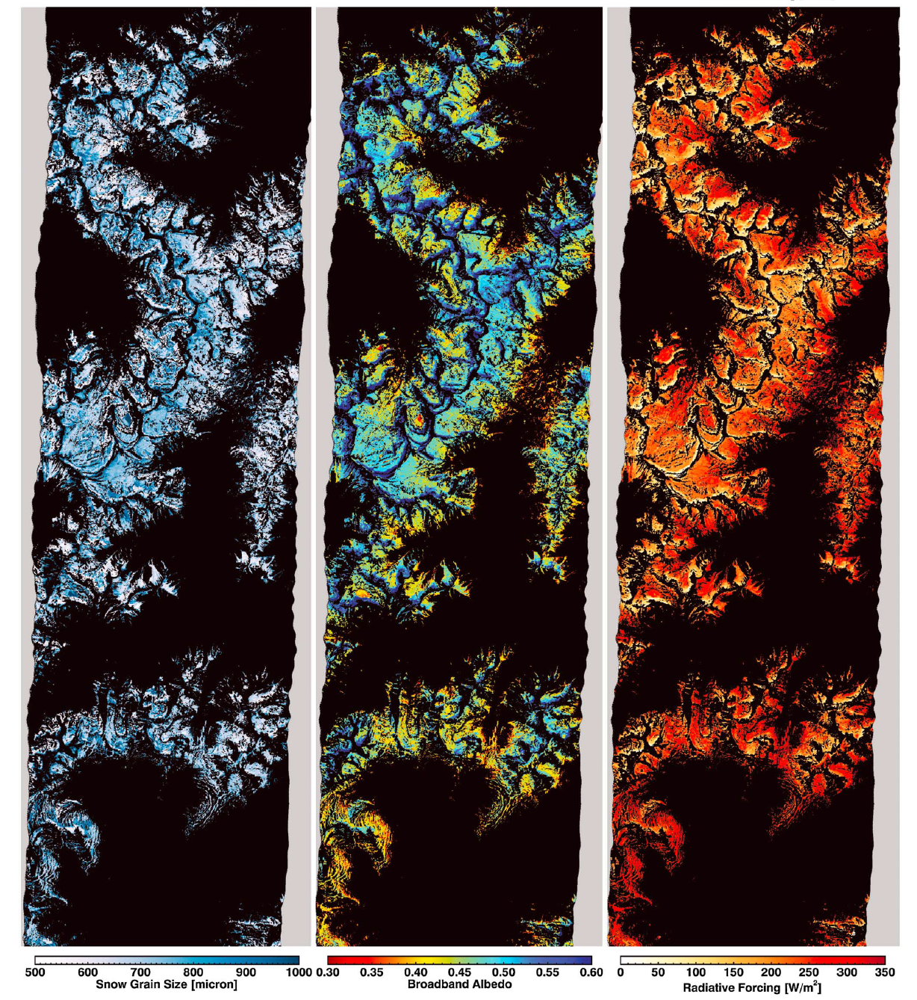 500 600 700 800 900 1000
Snow Grain Size [micron]
0.30 0.35 0.40 0.45 0.50 0.55 0.60
Broadband Albedo
0 50 100 150 200 250 300 350
Radiative Forcing [W/m²]